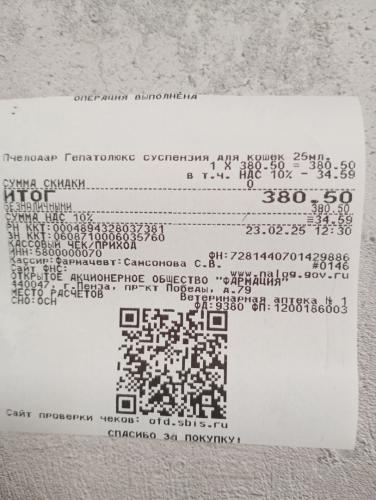 ОПЕРАЦИЯ ВЫПОЛНЕНА
Пчелодар Гепатолюкс суспензия для кошек 25мл.
1 X 380.50 = 380.50
в т.ч. НДС 10% - 34.59
СУММА СКИДКИ 0
ИТОГ 380.50
БЕЗНАЛИЧНЫМИ 380.50
СУММА НДС 10% =34.59
РН ККТ:0004894328037381 23.02.25 12:30
ЗН ККТ:0608710006035760
КАССОВЫЙ ЧЕК/ПРИХОД
ИНН:5800000070 ФН:7281440701429886
Кассир:Фармачевт:Самсонова С.В. #0146
Сайт ФНС: www.nalog.gov.ru
ОТКРЫТОЕ АКЦИОНЕРНОЕ ОБЩЕСТВО "ФАРМАЦИЯ"
440047, г.Пенза, пр-кт Победы, д.79
МЕСТО РАСЧЕТОВ Ветеринарная аптека № 1
СНО:ОСН ФД:9380 ФП:1200186003
Сайт проверки чеков: ofd.sbis.ru
СПАСИБО ЗА ПОКУПКУ!